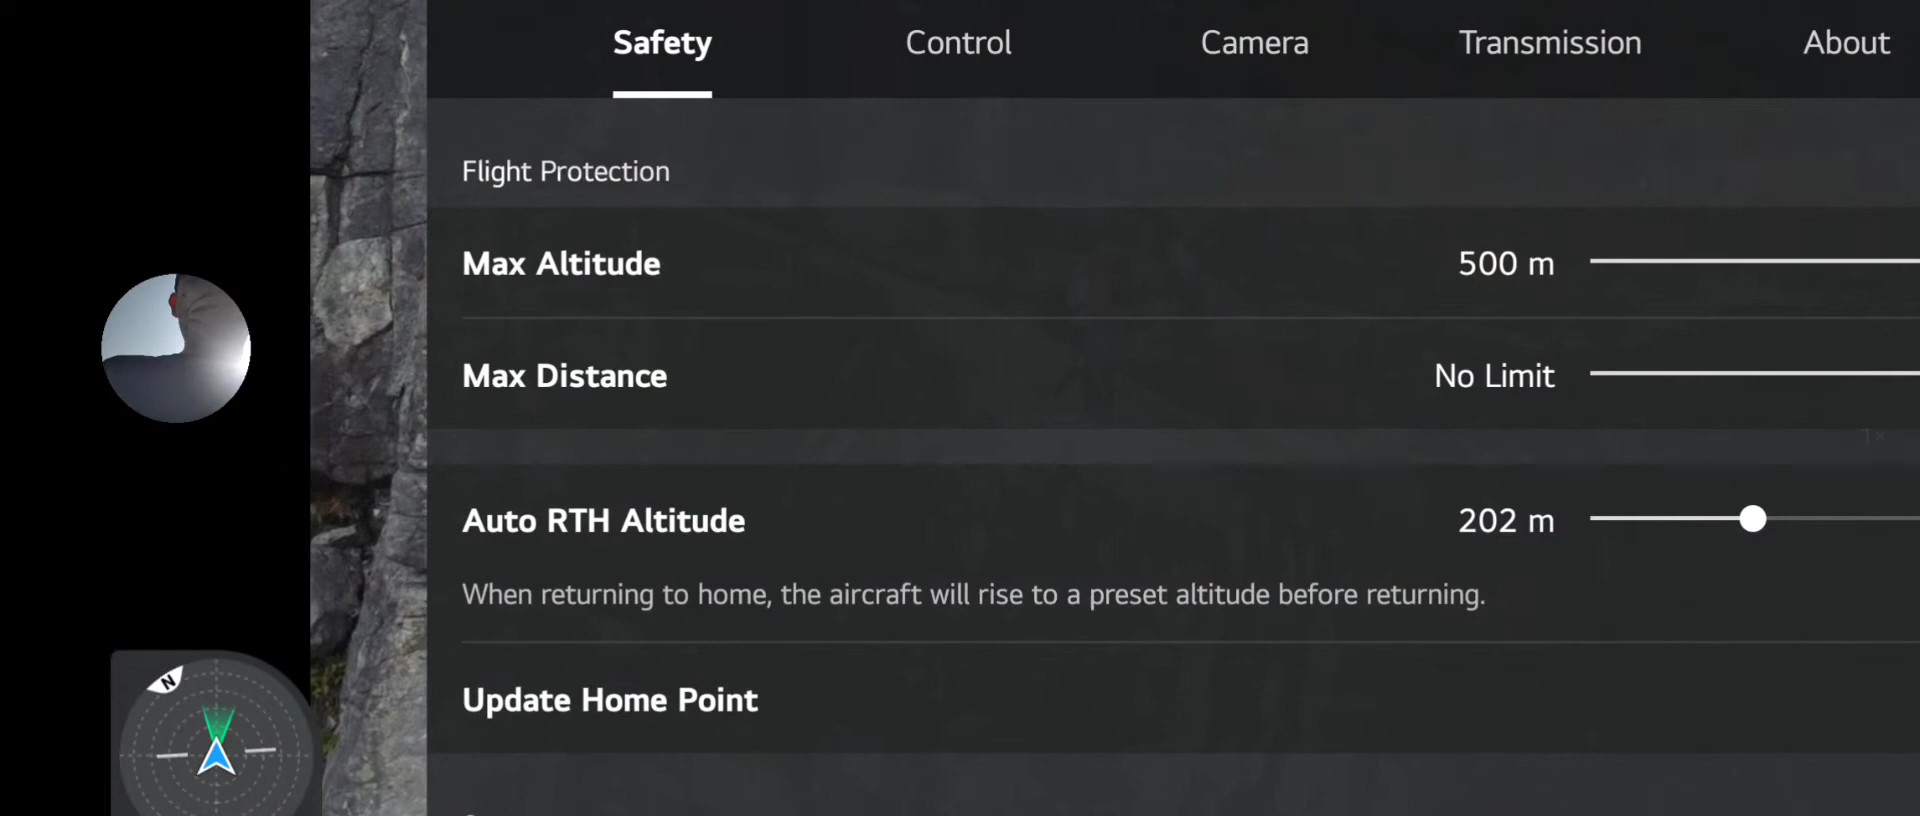 Safety Control Camera Transmission About
Flight Protection
Max Altitude 500 m
Max Distance No Limit
Auto RTH Altitude 202 m
When returning to home, the aircraft will rise to a preset altitude before returning.
Update Home Point
N